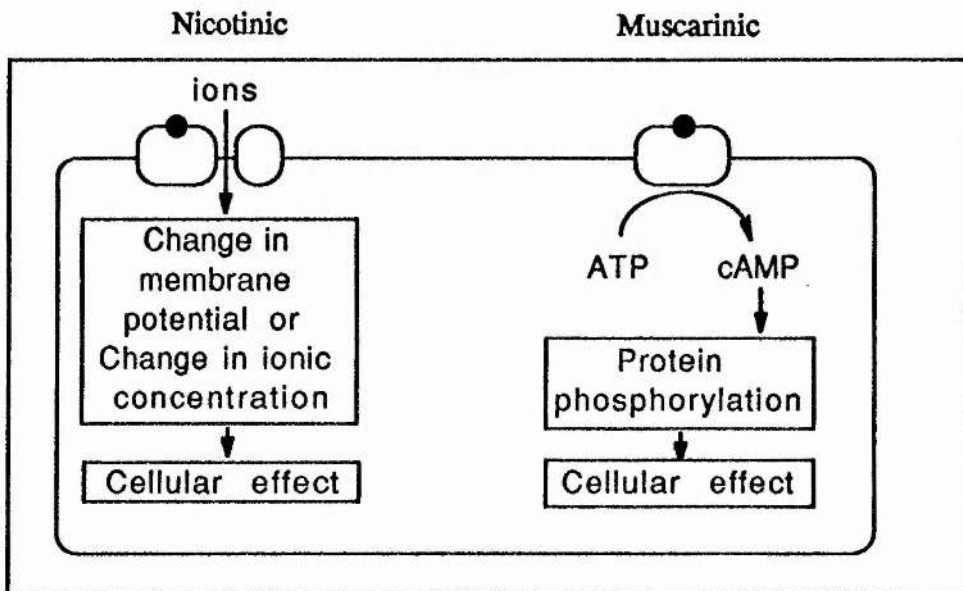 Nicotinic
Muscarinic
ions
Change in
membrane
potential or
Change in ionic
concentration
Cellular effect
ATP cAMP
Protein
phosphorylation
Cellular effect